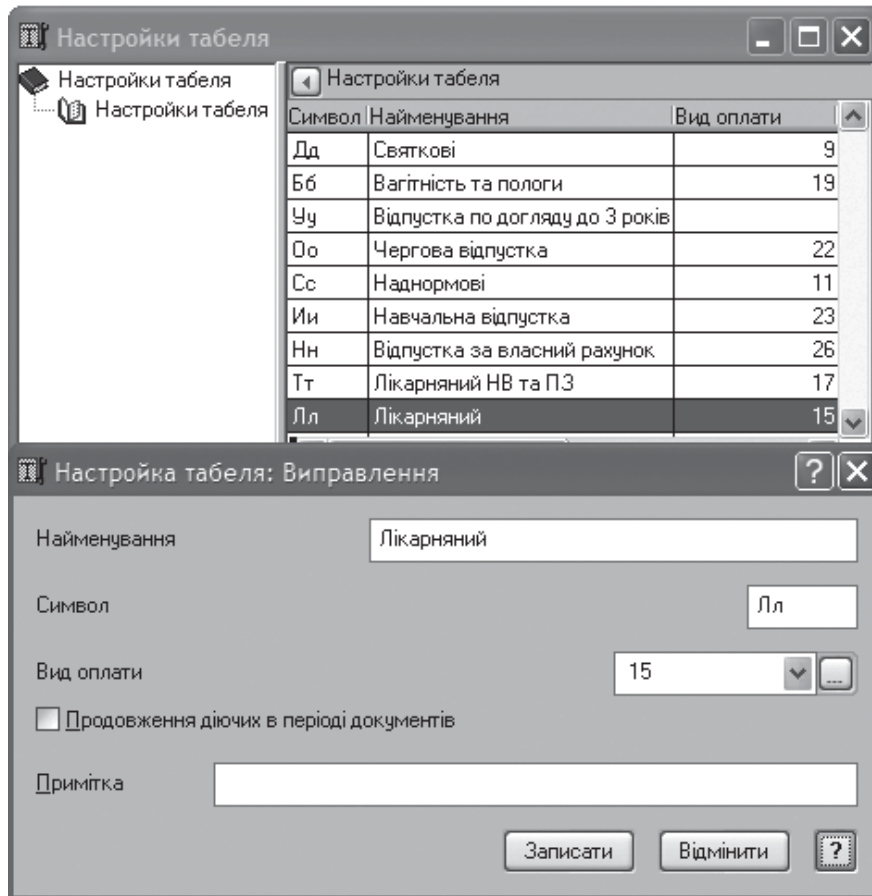 Настройки табеля
Настройки табеля
Настройки табеля
Настройки табеля
Символ Найменування Вид оплати
Дд Святкові 9
Бб Вагітність та пологи 19
Уу Відпустка по догляду до 3 років
Оо Чергова відпустка 22
Сс Наднормові 11
Ии Навчальна відпустка 23
Нн Відпустка за власний рахунок 26
Тт Лікарняний НВ та ПЗ 17
Лл Лікарняний 15
Настройка табеля: Виправлення ?
Найменування Лікарняний
Символ Лл
Вид оплати 15 ...
Продовження діючих в періоді документів
Примітка
Записати Відмінити ?